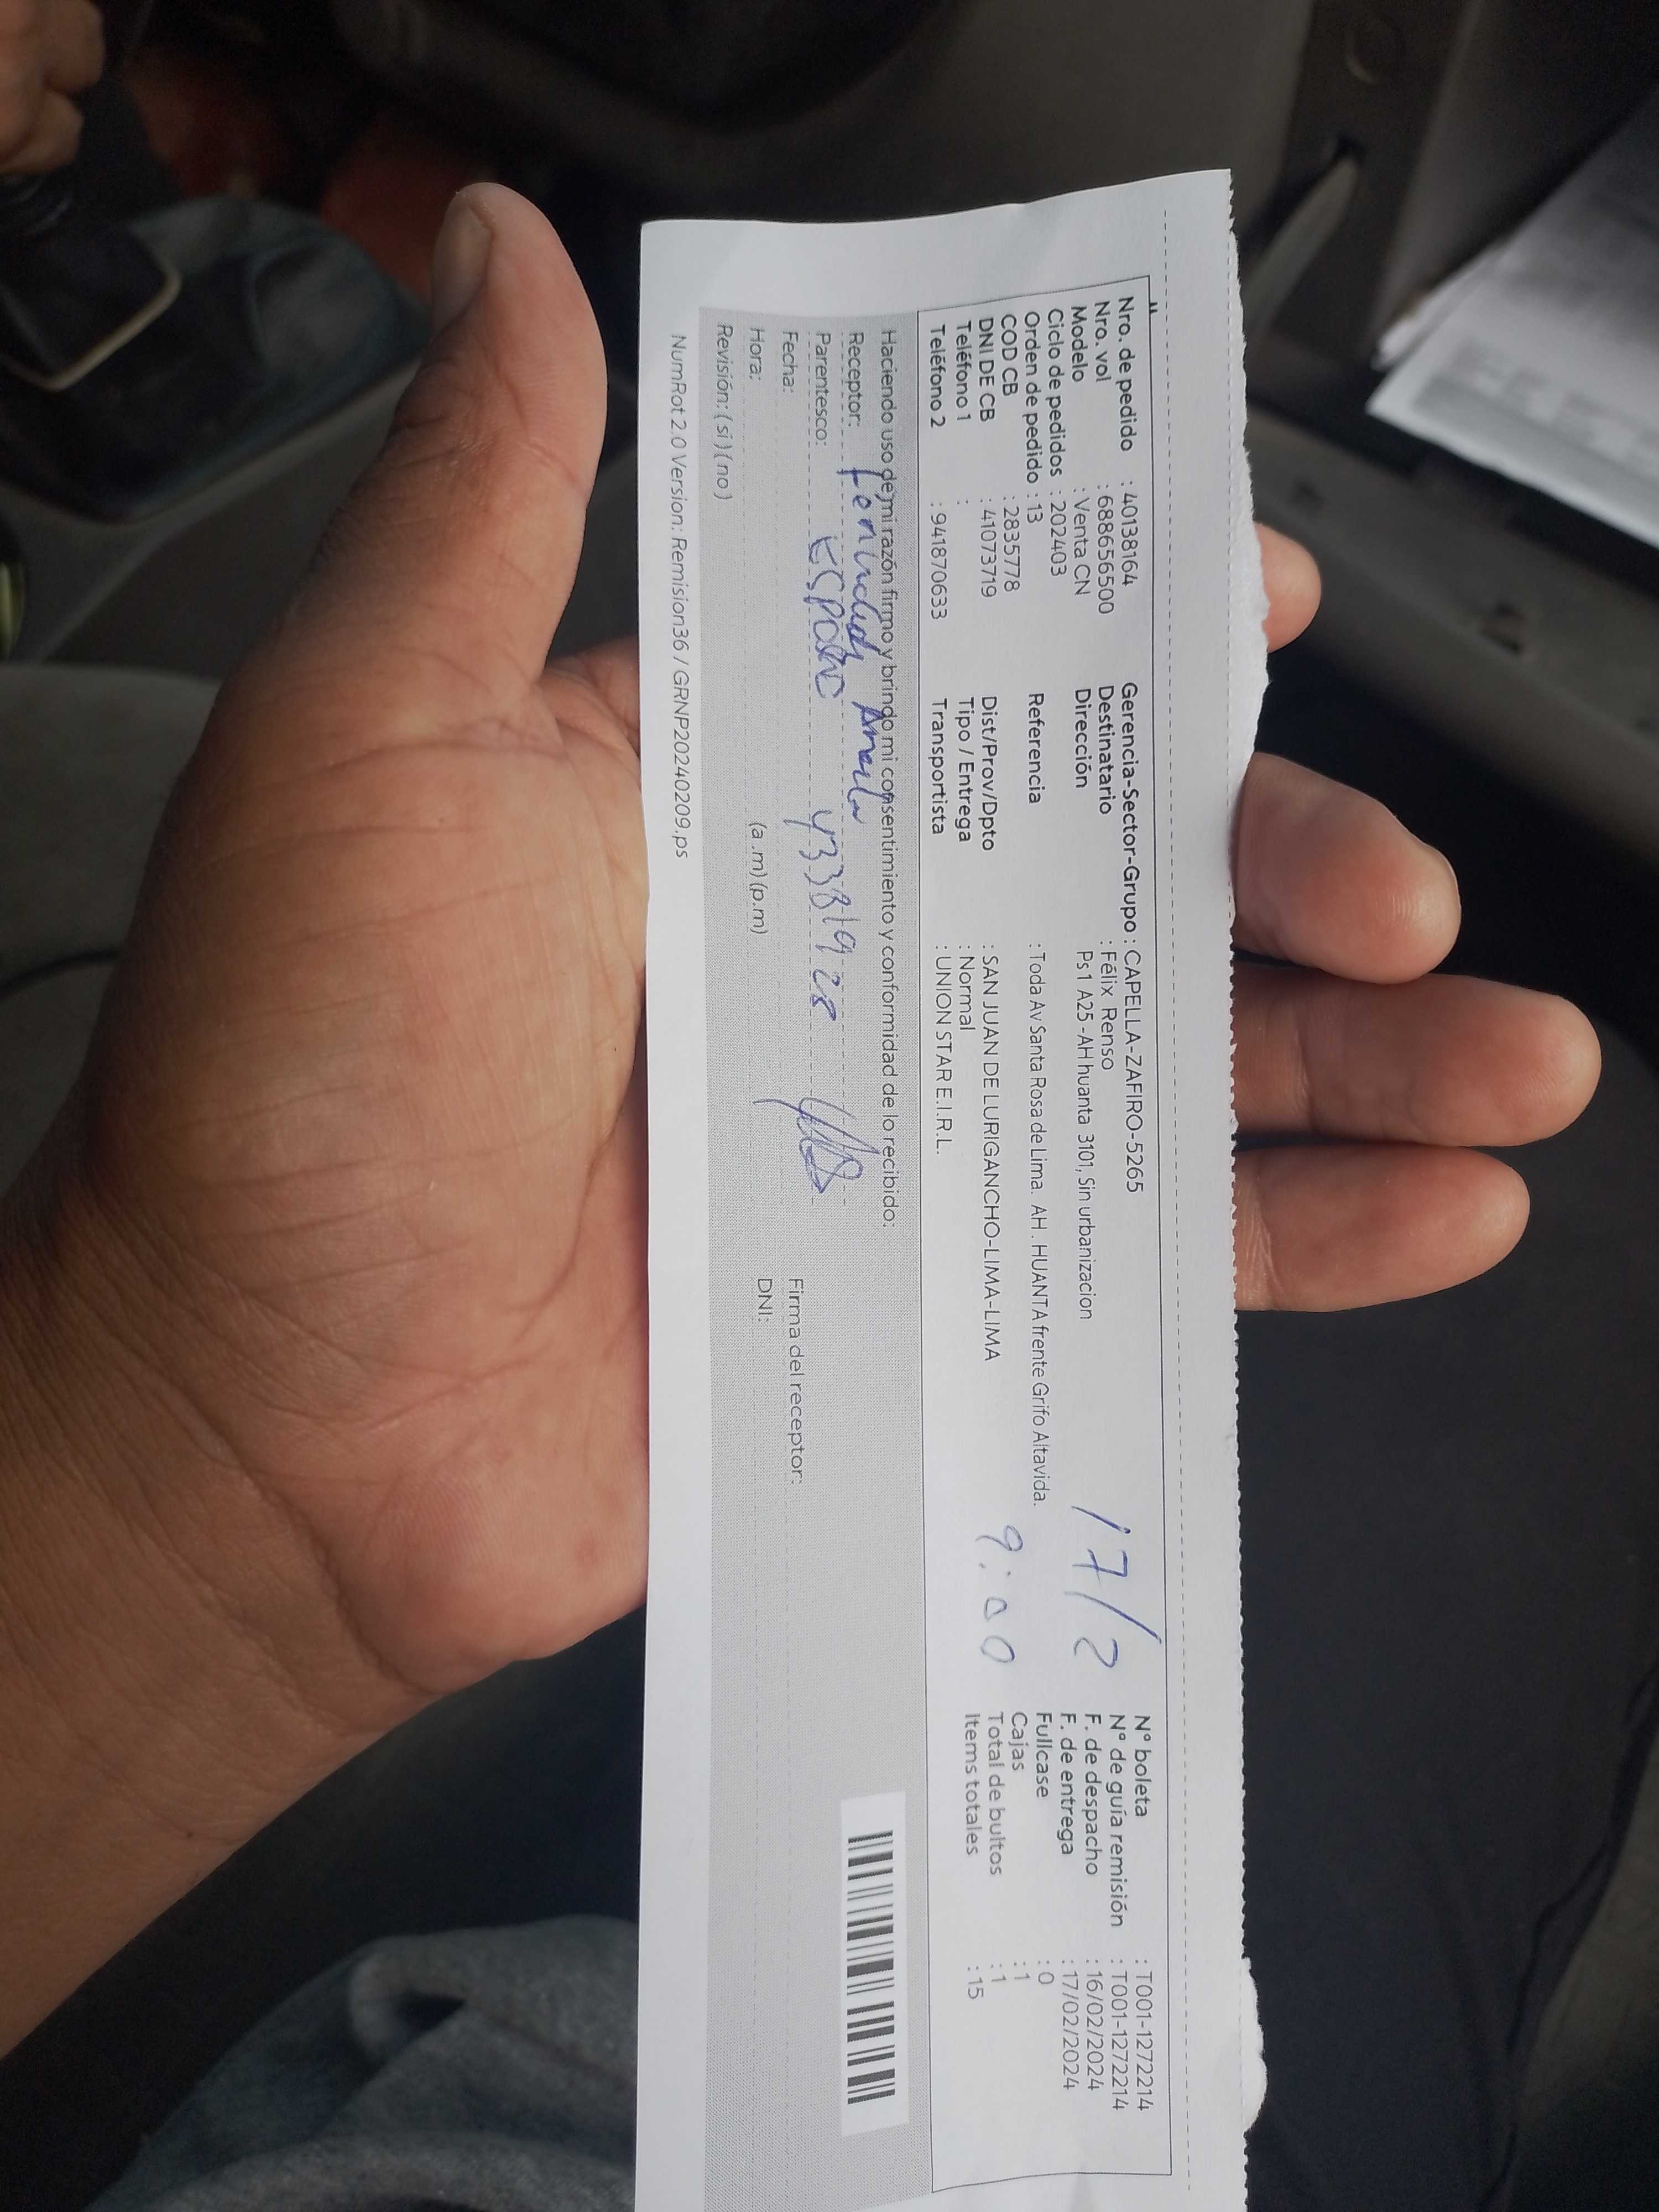 Nro. de pedido : 40138164
Nro. vol : 688656500
Modelo : Venta CN
Ciclo de pedidos : 202403
Orden de pedido : 13
COD CB : 2835778
DNI DE CB : 41073719
Teléfono 1 :
Teléfono 2 : 941870633
Gerencia-Sector-Grupo : CAPELLA-ZAFIRO-5265
Destinatario : Félix Renso
Dirección Ps1 A25 -AH huanta 3101, Sin urbanizacion
Referencia : Toda Av Santa Rosa de Lima. AH . HUANTA frente Grifo Altavida.
Dist/Prov/Dpto : SAN JUAN DE LURIGANCHO-LIMA-LIMA
Tipo / Entrega : Normal
Transportista : UNION STAR E.I.R.L.
17/2
9:00
N° boleta : T001-1272214
N° de guía remisión : T001-1272214
F. de despacho : 16/02/2024
F. de entrega : 17/02/2024
Fullcase : 0
Cajas : 1
Total de bultos : 1
Items totales : 15
Haciendo uso de mi razón firmo y brindo mi consentimiento y conformidad de lo recibido:
Receptor:
Parentesco: ESPOSO 43381928
Fecha:
Hora: (a.m) (p.m)
Revisión: ( si ) ( no )
Firma del receptor:
DNI:
NumRot 2.0 Version: Remision36 / GRNP20240209.ps